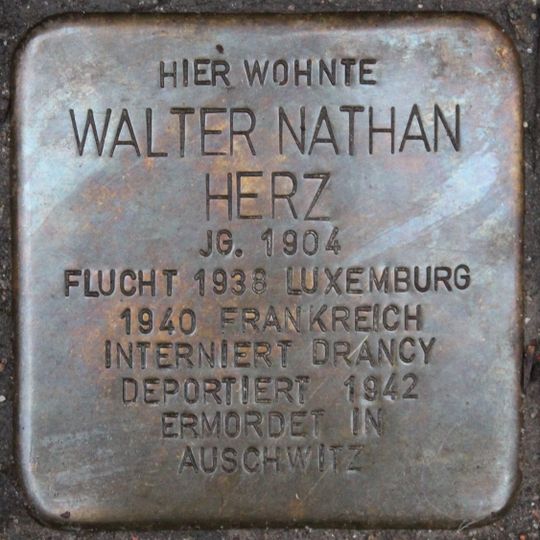 HIER WOHNTE
WALTER NATHAN
HERZ
JG. 1904
FLUCHT 1938 LUXEMBURG
1940 FRANKREICH
INTERNIERT DRANCY
DEPORTIERT 1942
ERMORDET IN
AUSCHWITZ